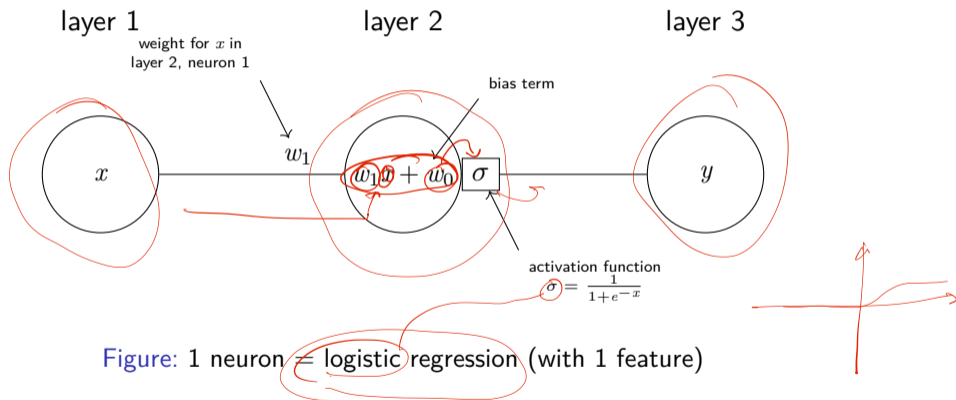 layer 1
layer 2
layer 3
weight for x in
layer 2, neuron 1
bias term
w₁
x
w₁x + w₀
σ
y
activation function
σ = 1/(1+e^{-x})
Figure: 1 neuron = logistic regression (with 1 feature)